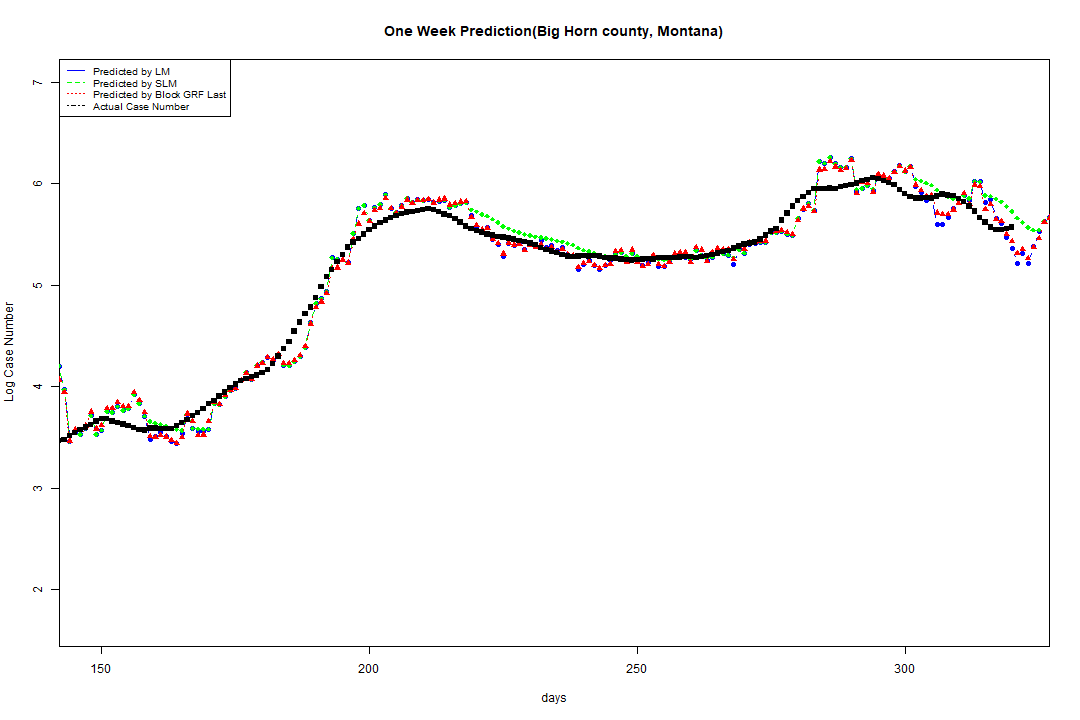 One Week Prediction(Big Horn county, Montana)
Predicted by LM
Predicted by SLM
Predicted by Block GRF Last
Actual Case Number
7
6
5
4
3
2
Log Case Number
150 200 250 300
days